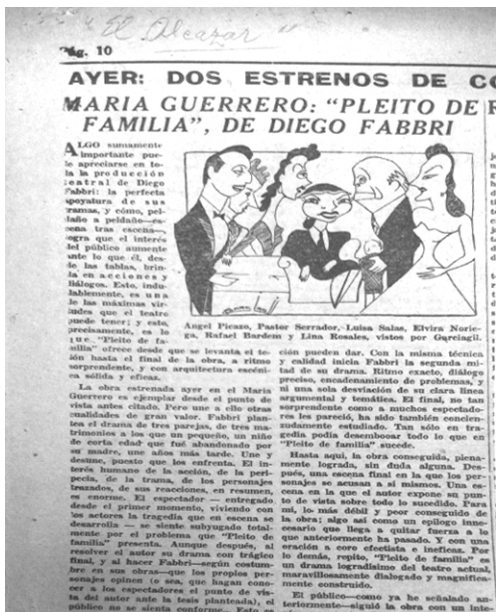 "El Alcazar"
Pág. 10
AYER: DOS ESTRENOS DE CO
MARIA GUERRERO: "PLEITO DE
FAMILIA", DE DIEGO FABBRI
ALGO sumamente
importante pue-
de apreciarse en to-
da la producción
teatral de Diego
Fabbri: la perfecta
apoyatura de sus
tramas, y cómo, pel-
daño a peldaño—es-
cena tras escena—,
logra que el interés
del público aumente
ante lo que él, des-
de las tablas, brin-
da en acciones y
diálogos. Esto, indu-
dablemente, es una
de las máximas vir-
tudes que el teatro
puede tener; y esto,
precisamente, es lo
que "Pleito de fa-
milia" ofrece desde que se levanta el te-
lón hasta el final de la obra, a ritmo
sorprendente, y con arquitectura escéni-
ca sólida y eficaz.
La obra estrenada ayer en el María
Guerrero es ejemplar desde el punto de
vista antes citado. Pero une a ello otras
cualidades de gran valor. Fabbri plan-
tea el drama de tres parejas, de tres ma-
trimonios a los que un pequeño, un niño
de corta edad que fué abandonado por
su madre, une años más tarde. Une y
desune, puesto que los enfrenta. El in-
terés humano de la acción, de la peri-
pecia, de la trama, de los personajes
trazados, de sus reacciones, en resumen,
es enorme. El espectador — entregado
desde el primer momento, viviendo con
los actores la tragedia que en escena se
desarrolla — se siente subyugado total-
mente por el problema que "Pleito de
familia" presenta. Aunque después, al
resolver el autor su drama con trágico
final, y al hacer Fabbri—según costum-
bre en sus obras—que los propios per-
sonajes opinen (o sea, que hagan cono-
cer a los espectadores el punto de vis-
ta del autor ante la tesis planteada), el
público no se sienta conforme. Esto es
Angel Picazo, Pastor Serrador, Luisa Salas, Elvira Norie-
ga, Rafael Bardem y Lina Rosales, vistos por Garciagil.
ción pueden dar. Con la misma técnica
y calidad inicia Fabbri la segunda mi-
tad de su drama. Ritmo exacto, diálogo
preciso, encadenamiento de problemas, y
ni una sola desviación de su clara línea
argumental y temática. El final, no tan
sorprendente como a muchos espectado-
res les pareció, ha sido también concien-
zudamente estudiado. Tan sólo en tra-
gedia podía desembocar todo lo que en
"Pleito de familia" sucede.
Hasta aquí, la obra conseguida, plena-
mente lograda, sin duda alguna. Des-
pués, una escena final en la que los per-
sonajes se acusan a sí mismos. Una es-
cena en la que el autor expone su pun-
to de vista sobre todo lo sucedido. Para
mí, lo más débil y peor conseguido de
la obra; algo así como un epílogo inne-
cesario que llega a quitar fuerza a lo
que anteriormente ha pasado. Y con una
oración a coro efectista e ineficaz. Por
lo demás, repito, "Pleito de familia" es
un drama logradísimo del teatro actual,
maravillosamente dialogado y magnífica-
mente construído.
El público—como ya he señalado an-
teriormente—siguió la obra con un inte